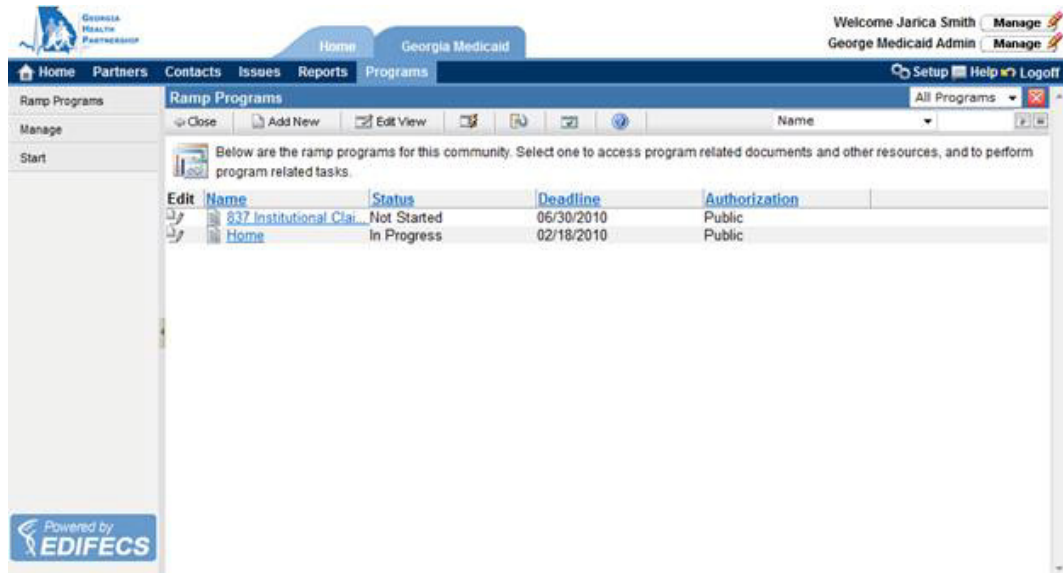 GEORGIA
HEALTH
PARTNERSHIP
Home Georgia Medicaid
Welcome Jarica Smith Manage
George Medicaid Admin Manage
Home Partners Contacts Issues Reports Programs Setup Help Logoff
Ramp Programs
Manage
Start
Ramp Programs All Programs
Close Add New Edit View Name
Below are the ramp programs for this community. Select one to access program related documents and other resources, and to perform
program related tasks.
Edit Name Status Deadline Authorization
837 Institutional Clai... Not Started 06/30/2010 Public
Home In Progress 02/18/2010 Public
Powered by
EDIFECS